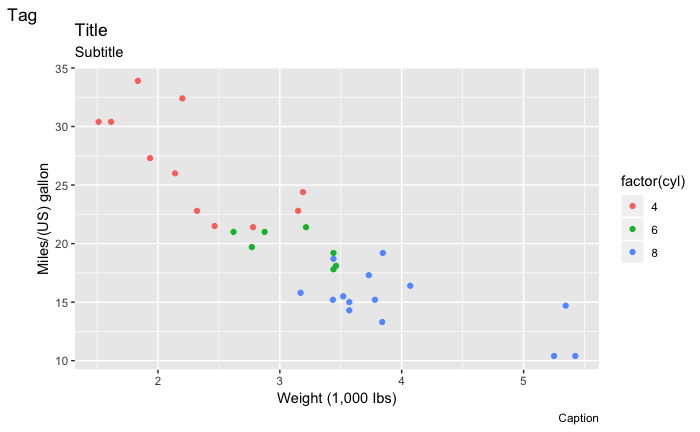 Tag
Title
Subtitle
35
30
25
20
15
10
Miles/(US) gallon
2 3 4 5
Weight (1,000 lbs)
factor(cyl)
4
6
8
Caption